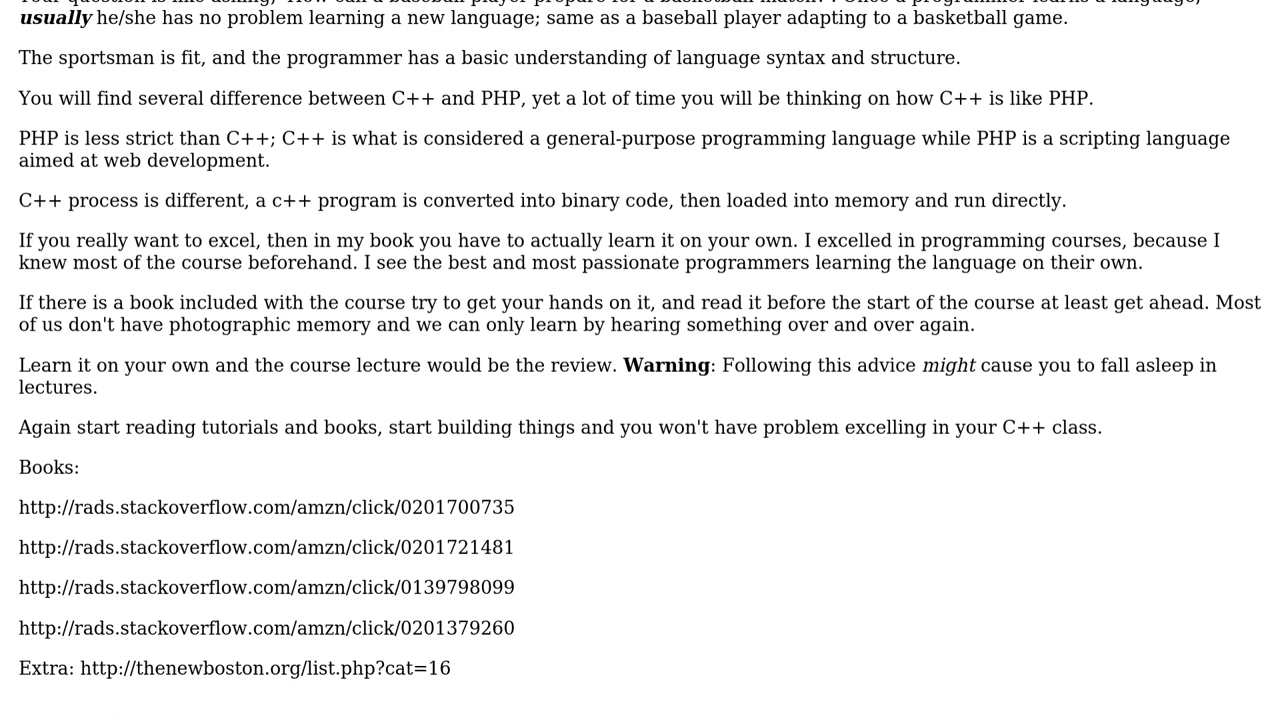 usually he/she has no problem learning a new language; same as a baseball player adapting to a basketball game.
The sportsman is fit, and the programmer has a basic understanding of language syntax and structure.
You will find several difference between C++ and PHP, yet a lot of time you will be thinking on how C++ is like PHP.
PHP is less strict than C++; C++ is what is considered a general-purpose programming language while PHP is a scripting language
aimed at web development.
C++ process is different, a c++ program is converted into binary code, then loaded into memory and run directly.
If you really want to excel, then in my book you have to actually learn it on your own. I excelled in programming courses, because I
knew most of the course beforehand. I see the best and most passionate programmers learning the language on their own.
If there is a book included with the course try to get your hands on it, and read it before the start of the course at least get ahead. Most
of us don't have photographic memory and we can only learn by hearing something over and over again.
Learn it on your own and the course lecture would be the review. Warning: Following this advice might cause you to fall asleep in
lectures.
Again start reading tutorials and books, start building things and you won't have problem excelling in your C++ class.
Books:
http://rads.stackoverflow.com/amzn/click/0201700735
http://rads.stackoverflow.com/amzn/click/0201721481
http://rads.stackoverflow.com/amzn/click/0139798099
http://rads.stackoverflow.com/amzn/click/0201379260
Extra: http://thenewboston.org/list.php?cat=16